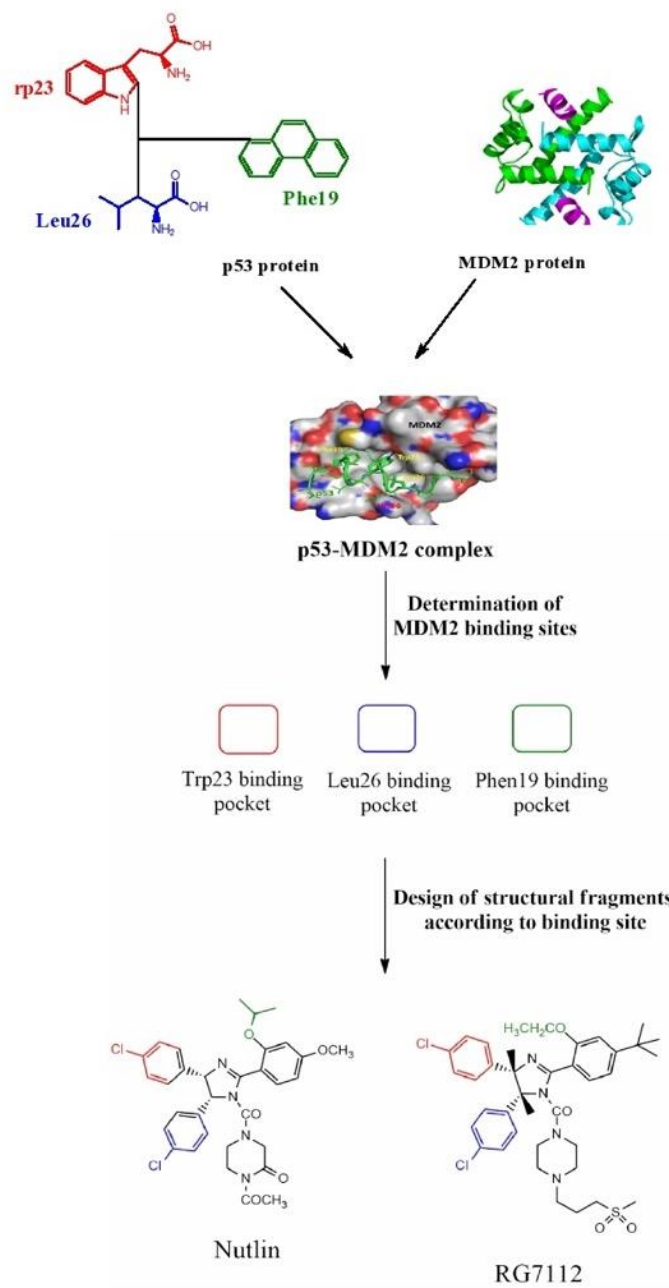 O
OH
NH₂
rp23
N
H
O
OH
NH₂
Phe19
Leu26
p53 protein
MDM2 protein
MDM2
p53
p53-MDM2 complex
Determination of
MDM2 binding sites
Trp23 binding
pocket
Leu26 binding
pocket
Phen19 binding
pocket
Design of structural fragments
according to binding site
Cl
O
N
OCH₃
N
CO
Cl
N
N
O
COCH₃
Nutlin
H₃CH₂CO
Cl
N
N
CO
Cl
N
N
S
O
O
RG7112